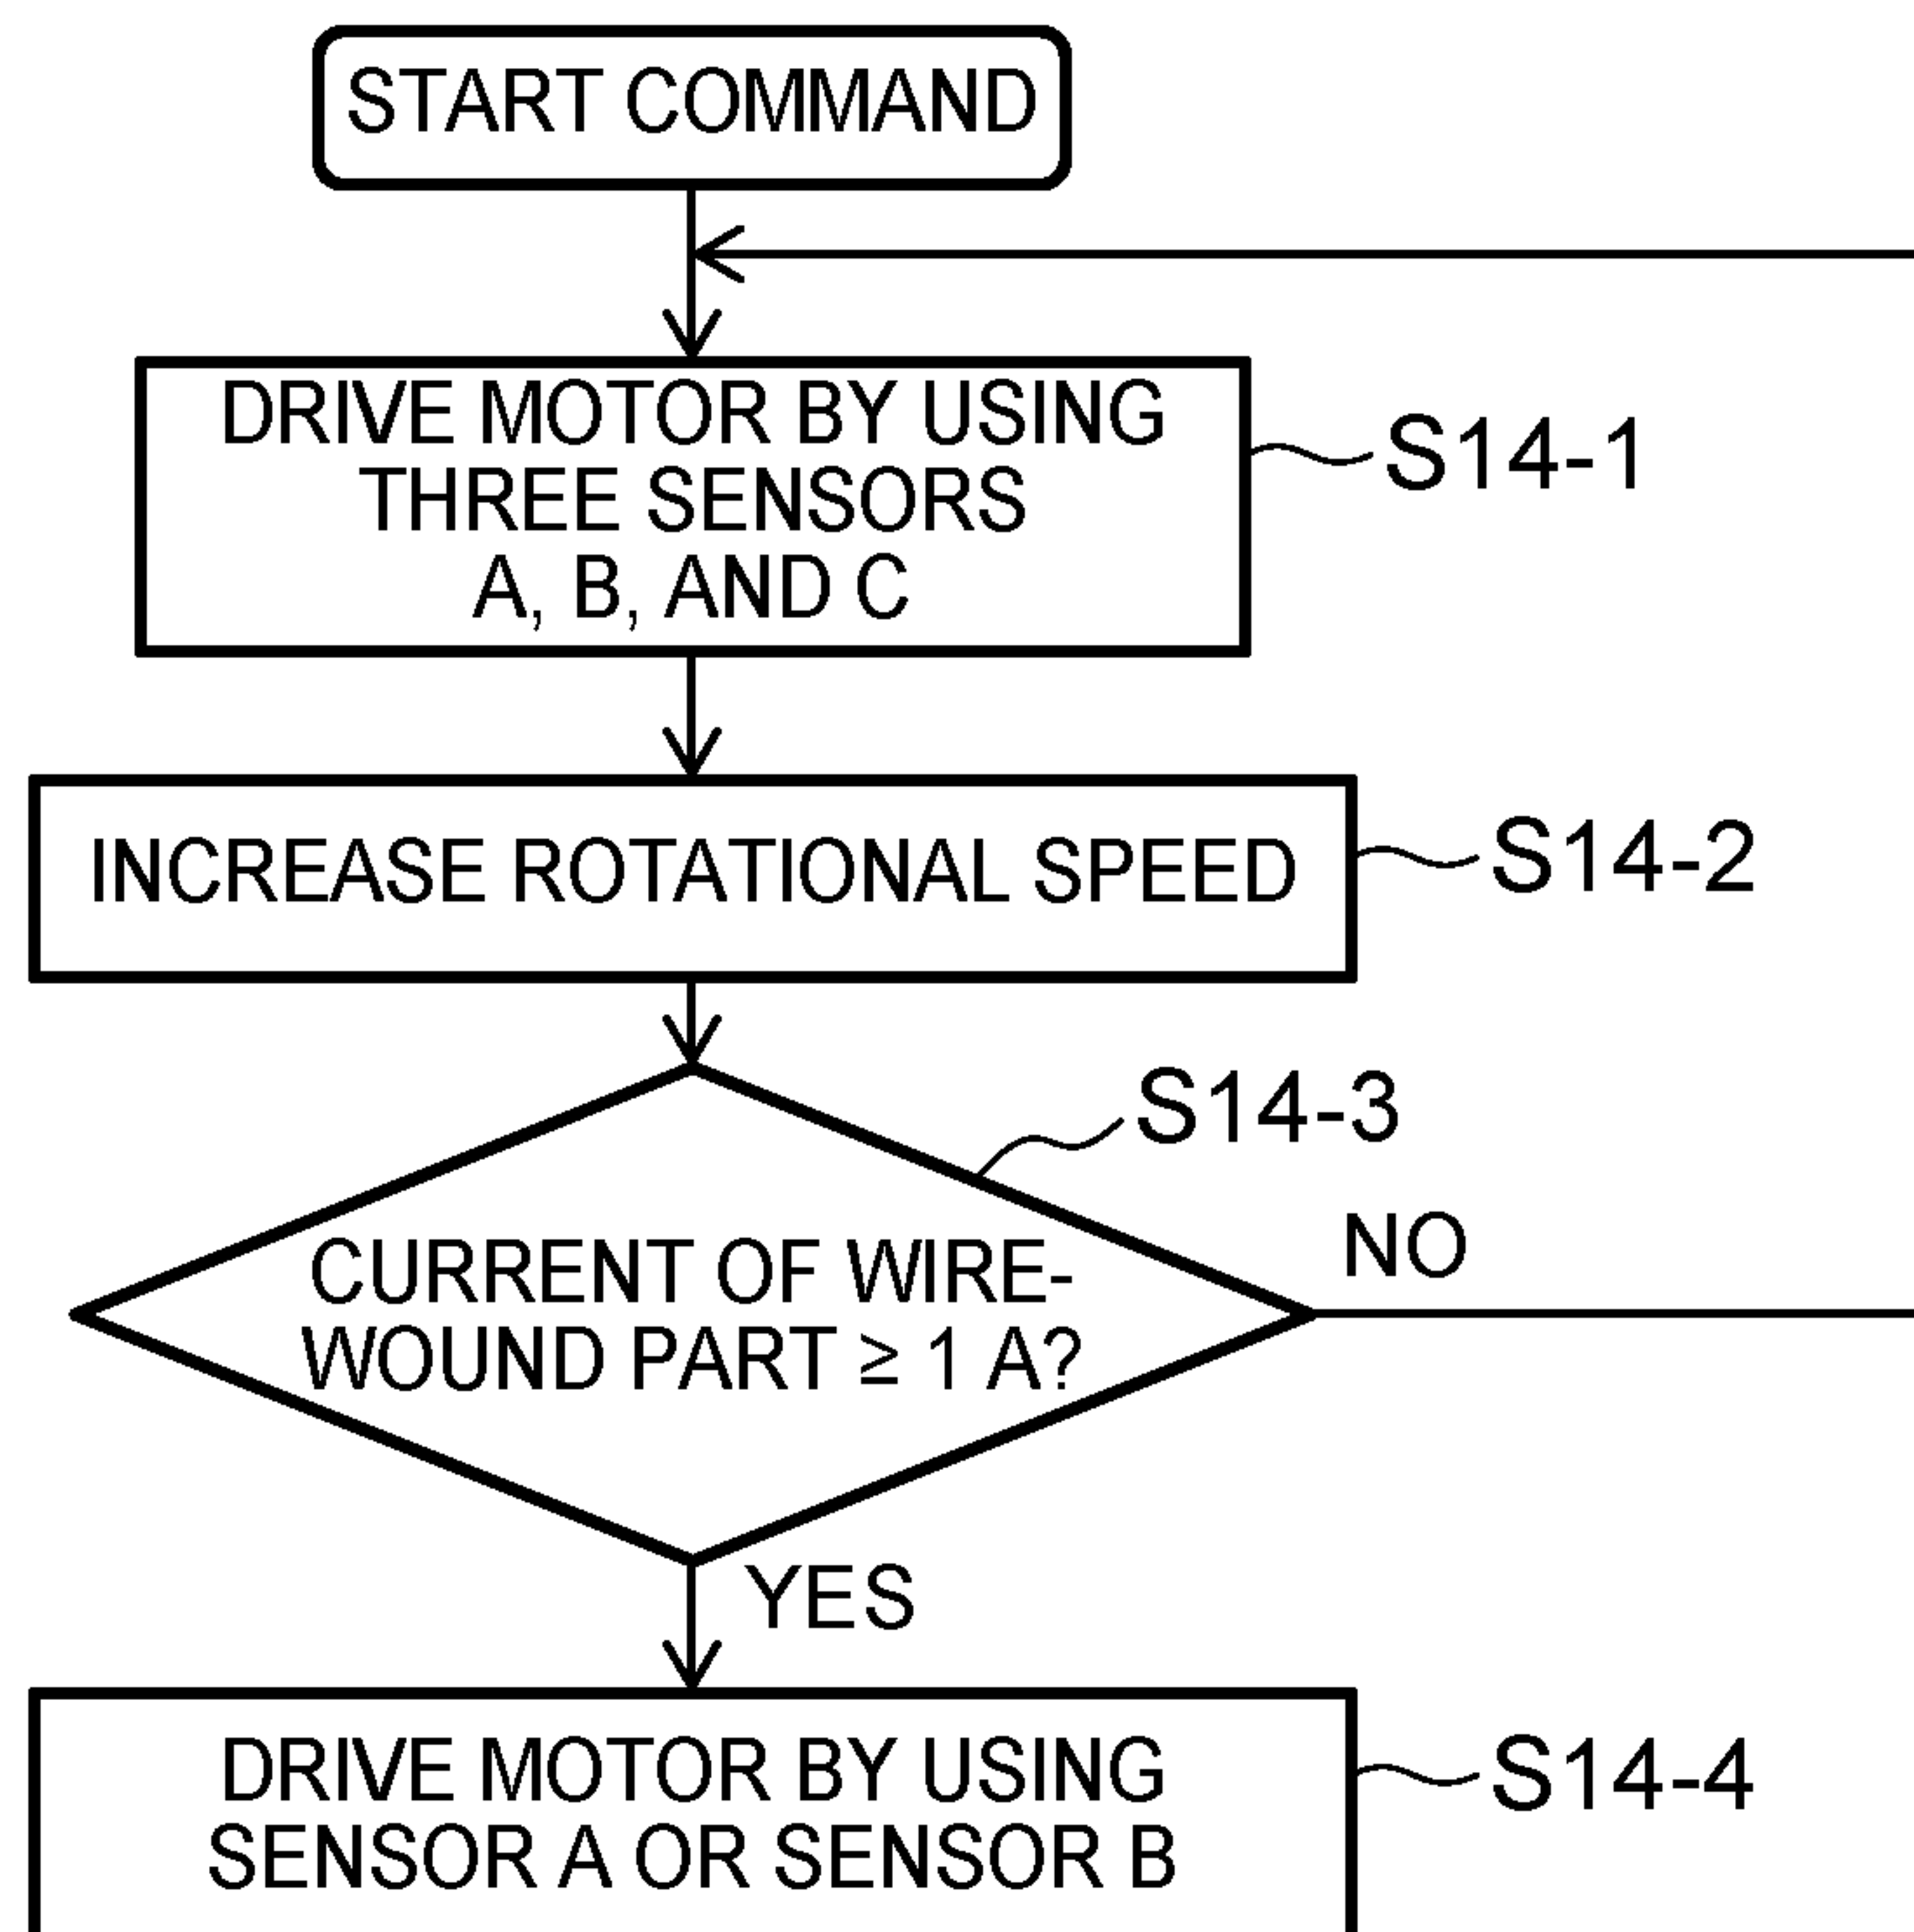 START COMMAND
DRIVE MOTOR BY USING
THREE SENSORS
A, B, AND C
S14-1
INCREASE ROTATIONAL SPEED
S14-2
S14-3
CURRENT OF WIRE-
WOUND PART ≥ 1 A?
NO
YES
DRIVE MOTOR BY USING
SENSOR A OR SENSOR B
S14-4